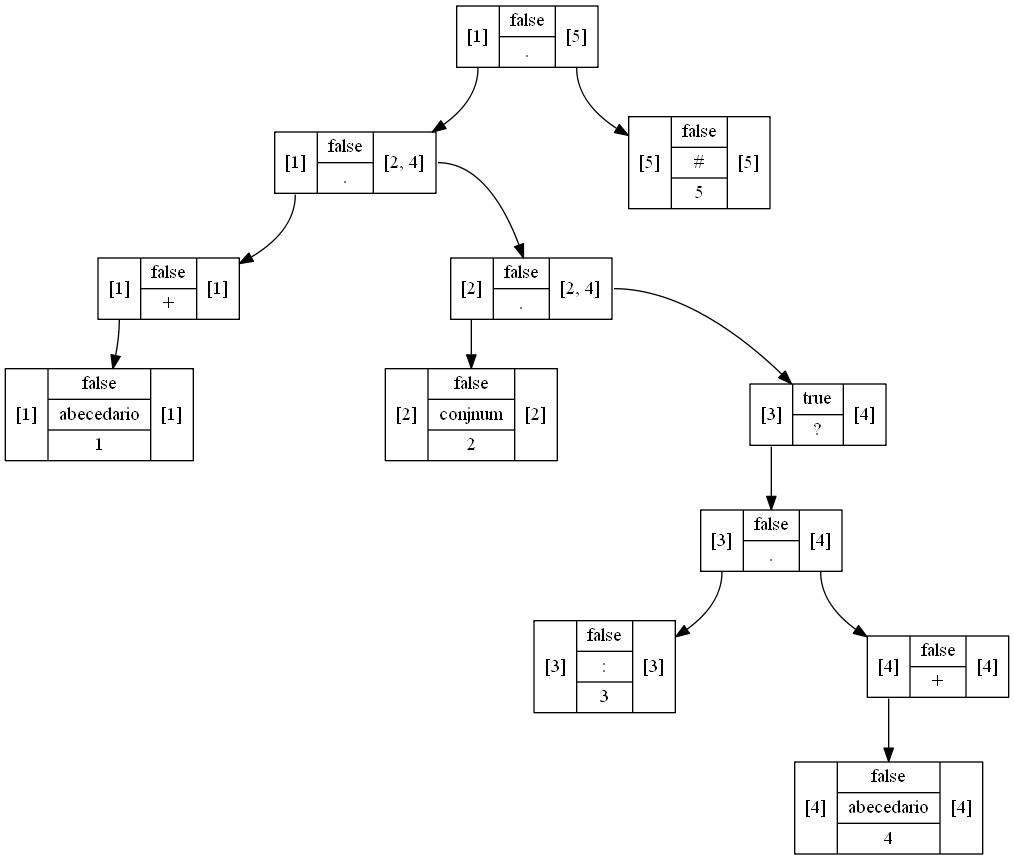 [1] false . [5]
[1] false . [2, 4]
[5] false # 5 [5]
[1] false + [1]
[2] false . [2, 4]
[1] false abecedario 1 [1]
[2] false conjnum 2 [2]
[3] true ? [4]
[3] false . [4]
[3] false : 3 [3]
[4] false + [4]
[4] false abecedario 4 [4]